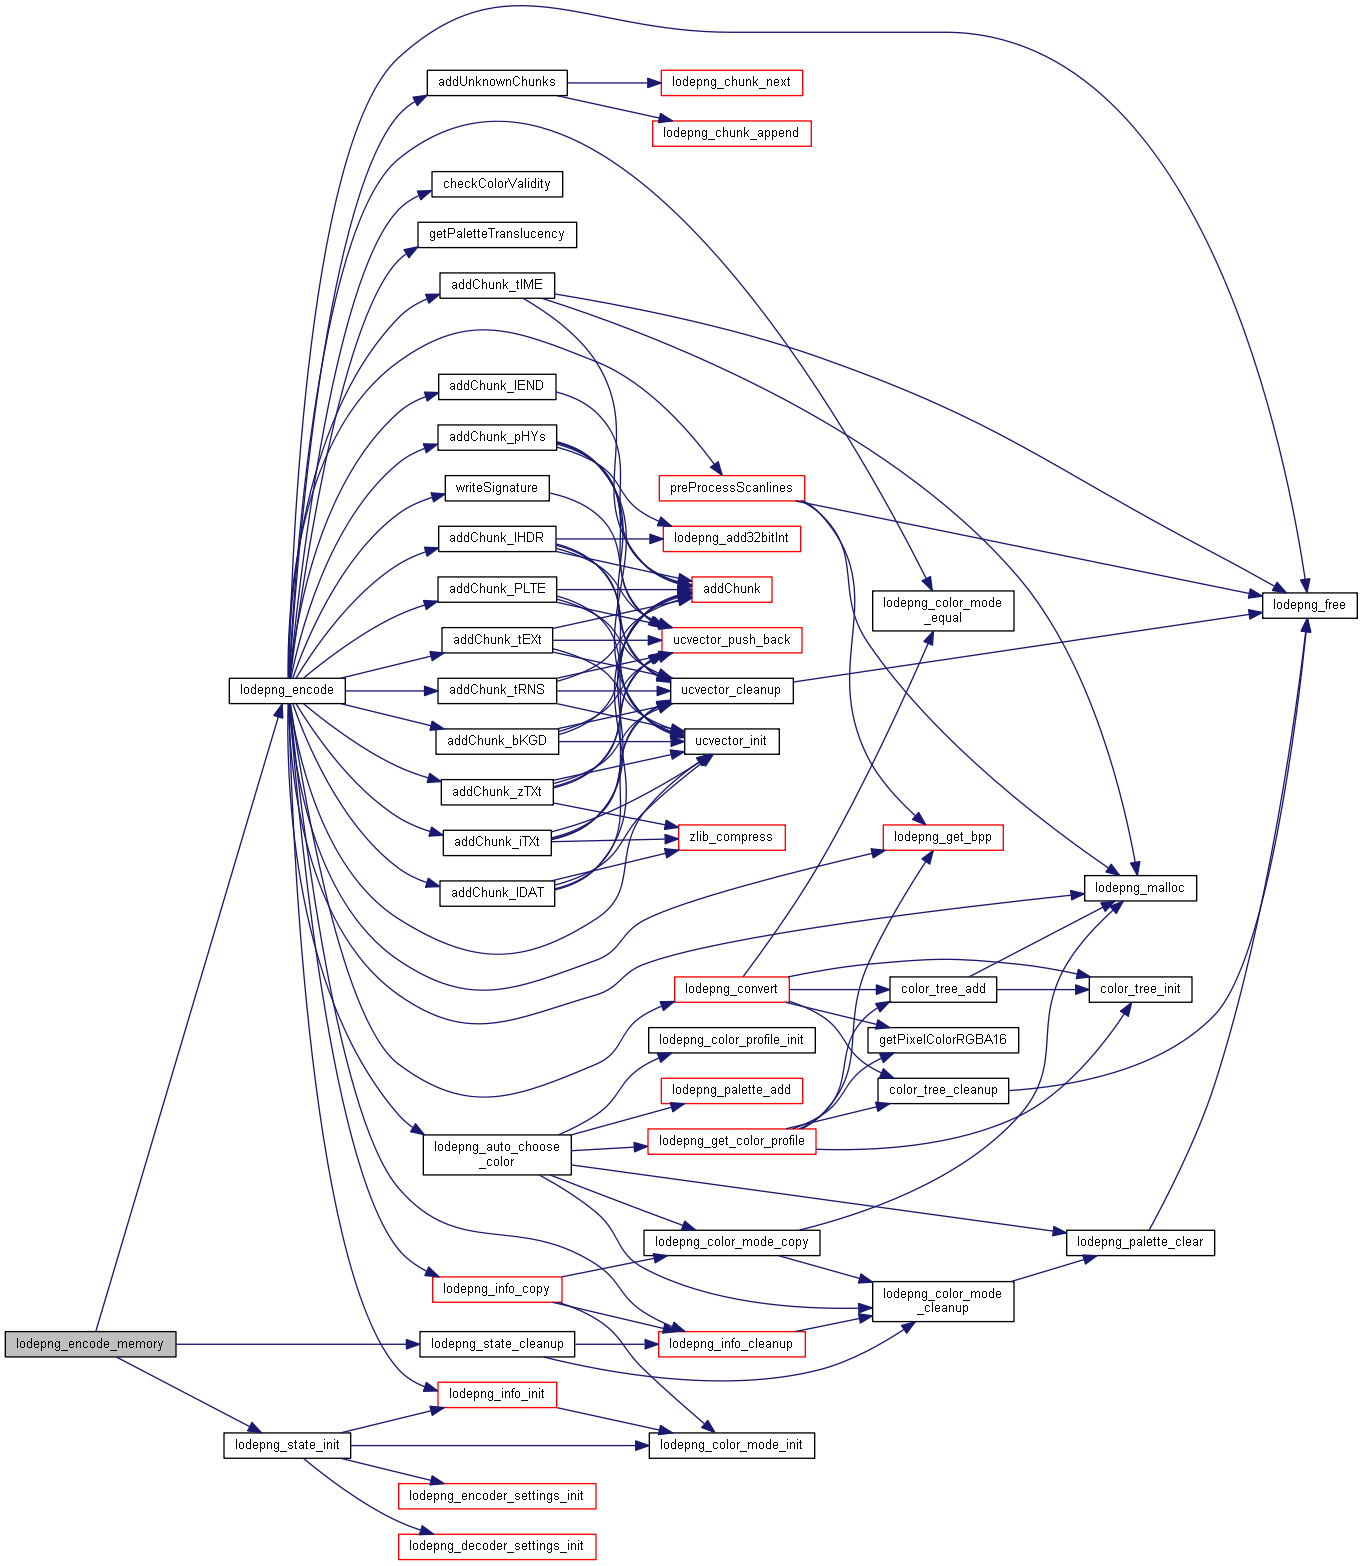 addUnknownChunks
lodepng_chunk_next
lodepng_chunk_append
checkColorValidity
getPaletteTranslucency
addChunk_tIME
addChunk_IEND
addChunk_pHYs
writeSignature
preProcessScanlines
addChunk_IHDR
lodepng_add32bitInt
addChunk_PLTE
addChunk
lodepng_color_mode
_equal
lodepng_free
addChunk_tEXt
ucvector_push_back
lodepng_encode
addChunk_tRNS
ucvector_cleanup
addChunk_bKGD
ucvector_init
addChunk_zTXt
addChunk_iTXt
zlib_compress
lodepng_get_bpp
addChunk_IDAT
lodepng_malloc
lodepng_convert
color_tree_add
color_tree_init
lodepng_color_profile_init
getPixelColorRGBA16
lodepng_palette_add
color_tree_cleanup
lodepng_auto_choose
_color
lodepng_get_color_profile
lodepng_color_mode_copy
lodepng_palette_clear
lodepng_info_copy
lodepng_color_mode
_cleanup
lodepng_encode_memory
lodepng_state_cleanup
lodepng_info_cleanup
lodepng_info_init
lodepng_state_init
lodepng_color_mode_init
lodepng_encoder_settings_init
lodepng_decoder_settings_init